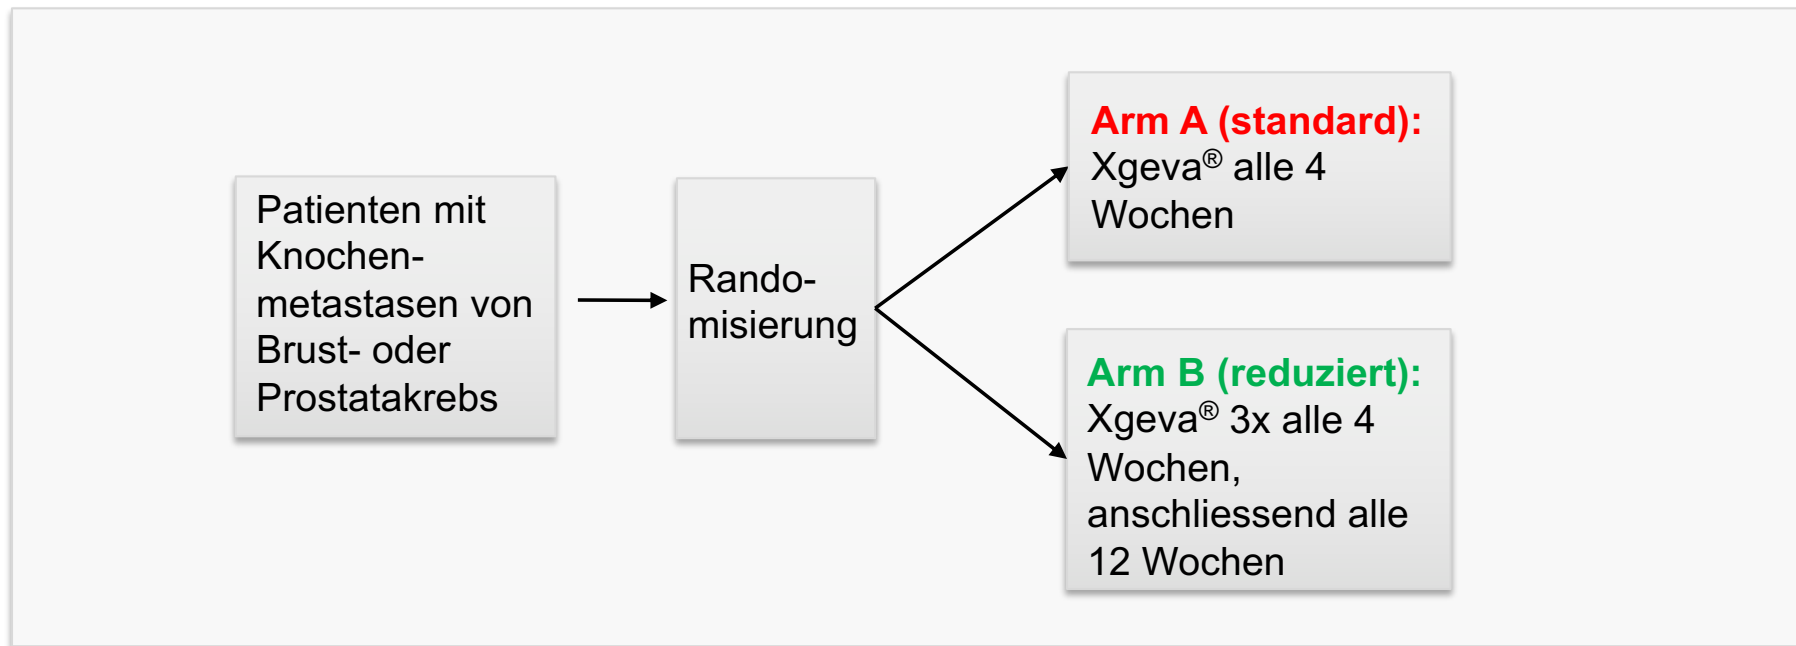 Patienten mit
Knochen-
metastasen von
Brust- oder
Prostatakrebs
Rando-
misierung
Arm A (standard):
Xgeva® alle 4
Wochen
Arm B (reduziert):
Xgeva® 3x alle 4
Wochen,
anschliessend alle
12 Wochen